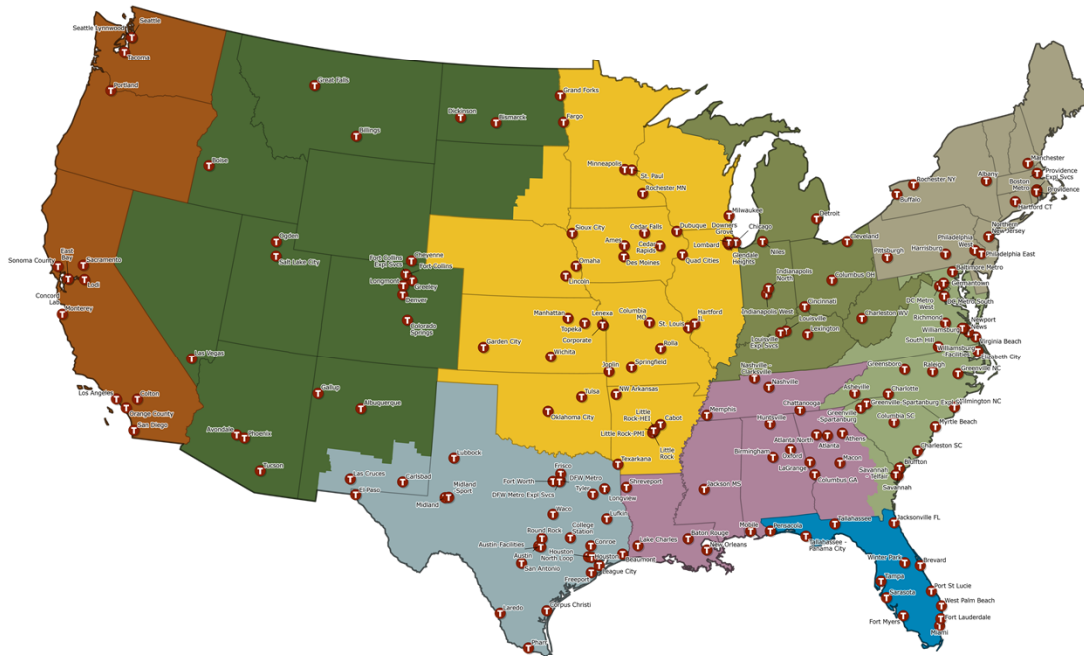 Seattle Lynnwood
Seattle
Tacoma
Portland
Great Falls
Billings
Boise
Dickinson
Bismarck
Grand Forks
Fargo
Minneapolis
St. Paul
Rochester MN
Ogden
Salt Lake City
Cheyenne
Fort Collins
Expl Svcs
Fort Collins
Longmont
Greeley
Denver
Colorado
Springs
East
Bay
Sonoma County
Sacramento
Lodi
Concord
Lab
Monterey
Las Vegas
Los Angeles
Colton
Orange County
San Diego
Gallup
Albuquerque
Avondale
Phoenix
Tucson
Las Cruces
El Paso
Carlsbad
Sioux City
Omaha
Lincoln
Cedar Falls
Ames
Cedar
Rapids
Des Moines
Dubuque
Quad Cities
Milwaukee
Downers
Grove
Lombard
Chicago
Glendale
Heights
Manhattan
Topeka
Lenexa
Corporate
Columbia
MO
St. Louis
Hartford
IL
Garden City
Wichita
Rolla
Joplin
Springfield
Tulsa
NW Arkansas
Oklahoma City
Little
Rock-HEI
Cabot
Little Rock-PMI
Little
Rock
Texarkana
Lubbock
Midland
Sport
Midland
Frisco
Fort Worth
DFW Metro
DFW Metro Expl Svcs
Tyler
Longview
Shreveport
Waco
Lufkin
Round Rock
College
Station
Austin Facilities
Austin
Conroe
Houston
North Loop
Houston
San Antonio
League City
Freeport
Beaumont
Laredo
Corpus Christi
Pharr
Lake Charles
Baton Rouge
New Orleans
Jackson MS
Memphis
Nashville
Clarksville
Nashville
Chattanooga
Huntsville
Birmingham
Atlanta North
Oxford
Atlanta
Athens
LaGrange
Macon
Columbus GA
Mobile
Pensacola
Tallahassee
Tallahassee -
Panama City
Jacksonville FL
Winter Park
Brevard
Tampa
Sarasota
Port St Lucie
West Palm Beach
Fort Myers
Fort Lauderdale
Miami
Detroit
Niles
Cleveland
Indianapolis
North
Indianapolis West
Columbus OH
Cincinnati
Louisville
Louisville
Expl Svcs
Lexington
Charleston WV
Rochester NY
Buffalo
Albany
Manchester
Providence
Expl Svcs
Boston
Metro
Providence
Hartford CT
Northern
New Jersey
Philadelphia
West
Philadelphia East
Pittsburgh
Harrisburg
Baltimore Metro
Germantown
DC Metro
West
DC Metro South
Richmond
Newport
News
Williamsburg
Virginia Beach
South Hill
Williamsburg
Facilities
Elizabeth City
Greensboro
Raleigh
Greenville NC
Asheville
Charlotte
Greenville-Spartanburg Expl
Wilmington NC
Greenville
Spartanburg
Columbia SC
Myrtle Beach
Charleston SC
Bluffton
Savannah
Telfair
Savannah